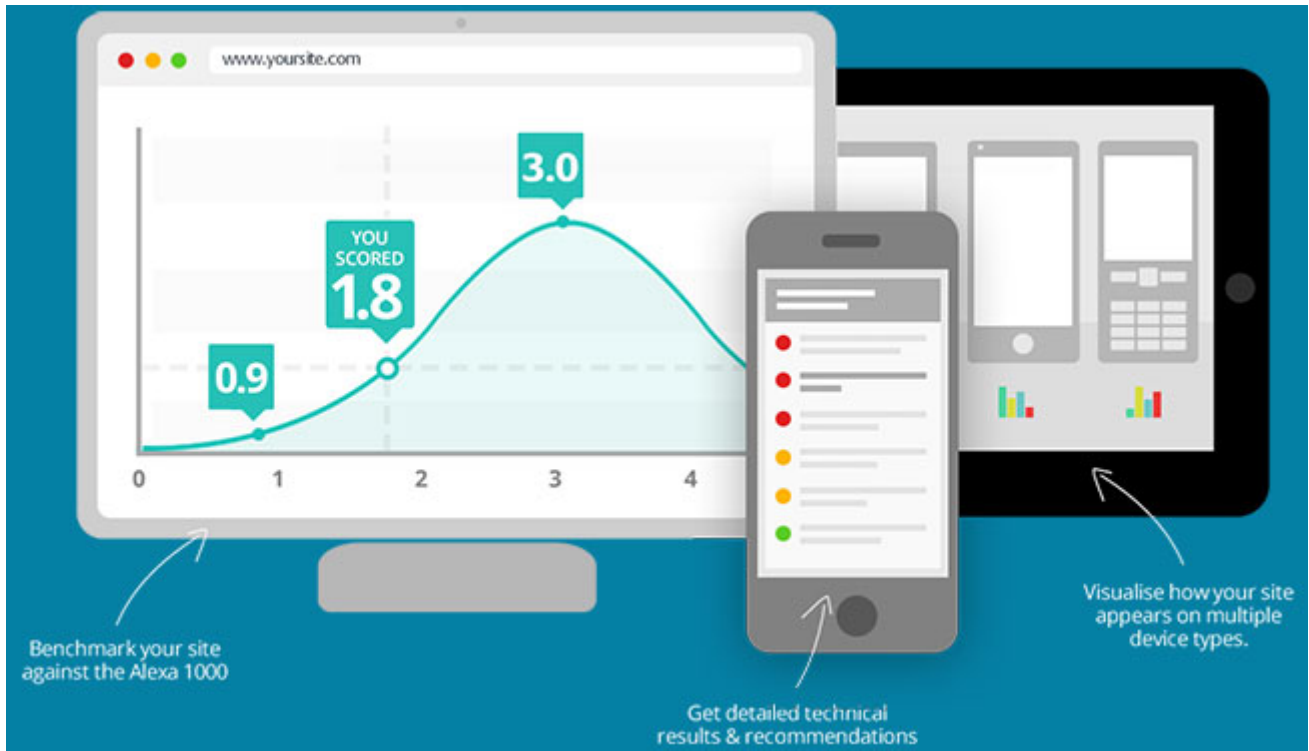 www.yoursite.com
3.0
YOU
SCORED
1.8
0.9
0 1 2 3 4
Benchmark your site
against the Alexa 1000
Get detailed technical
results & recommendations
Visualise how your site
appears on multiple
device types.